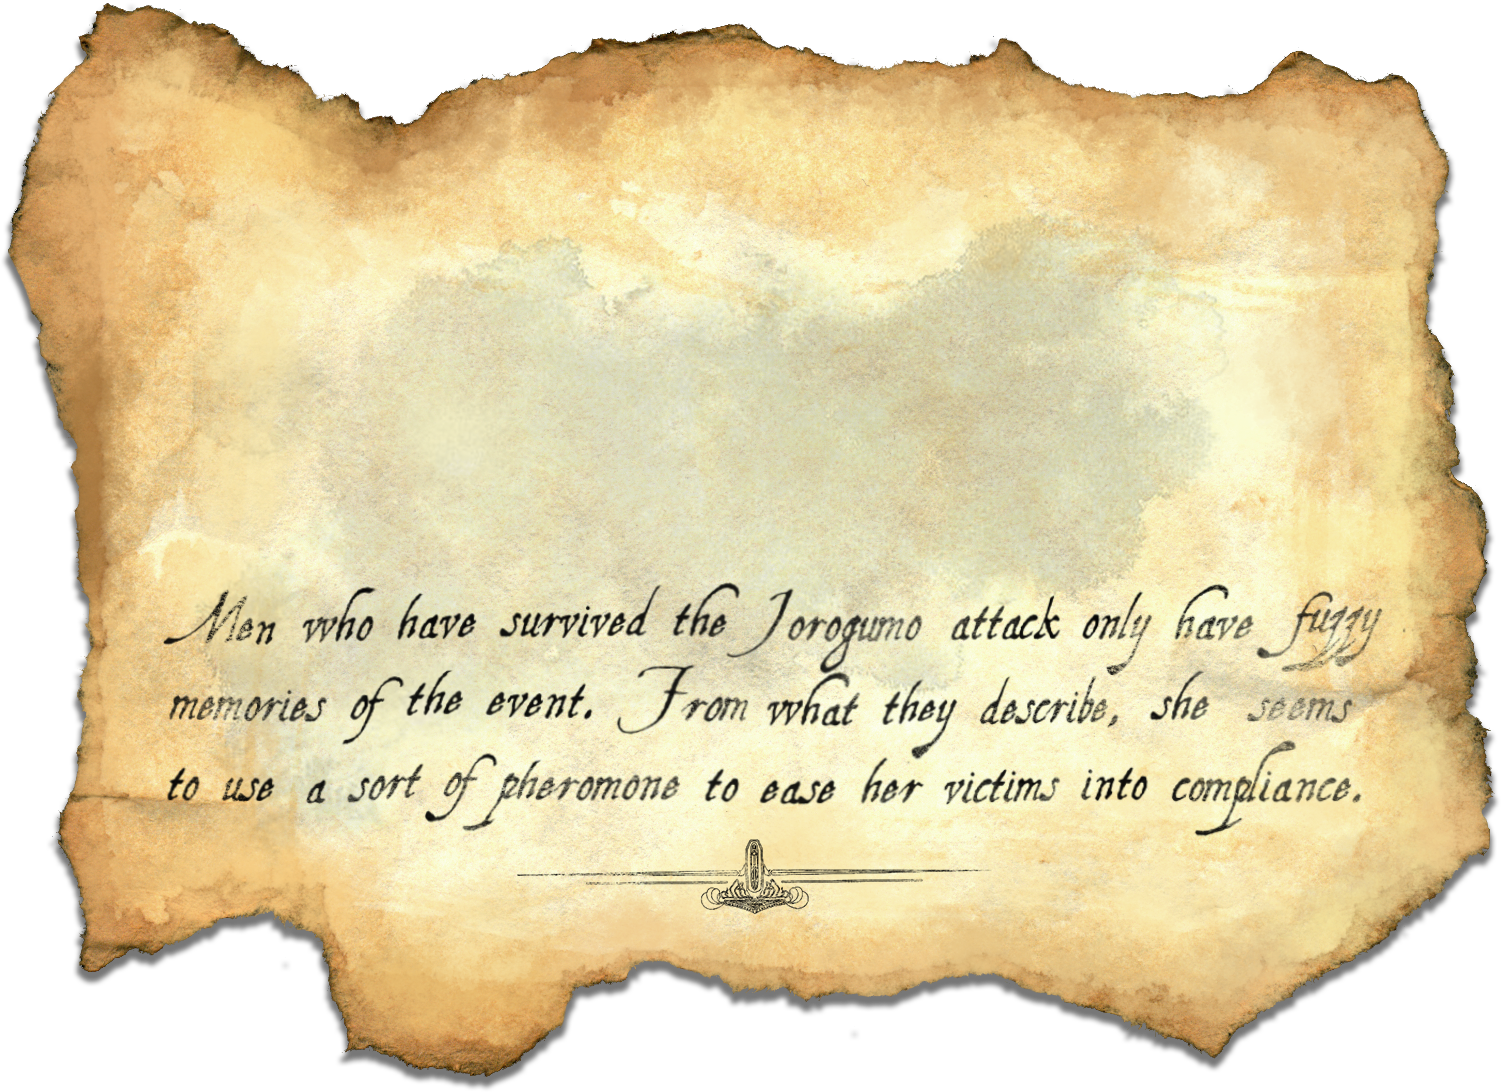 Men who have survived the Jorogumo attack only have fuzzy
memories of the event. From what they describe, she seems
to use a sort of pheromone to ease her victims into compliance.